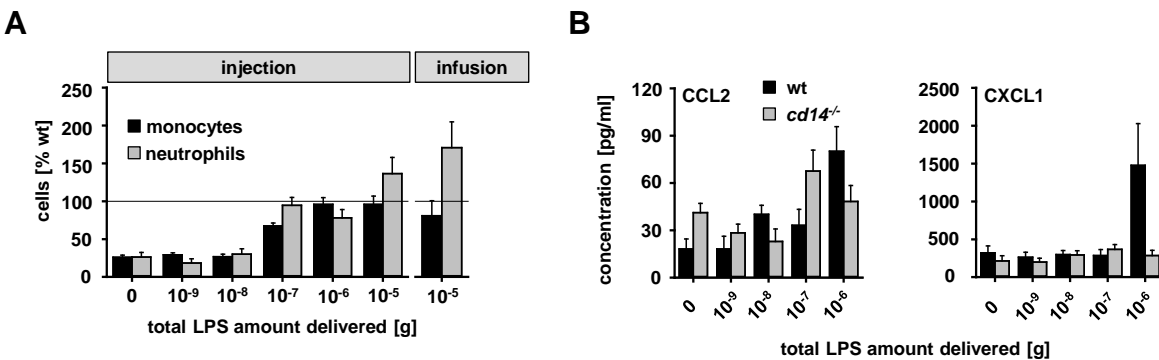 A
injection
infusion
cells [% wt]
250
200
150
100
50
0
monocytes
neutrophils
0
10⁻⁹
10⁻⁸
10⁻⁷
10⁻⁶
10⁻⁵
10⁻⁵
total LPS amount delivered [g]
B
wt
cd14⁻/⁻
CCL2
concentration [pg/ml]
120
90
60
30
0
0
10⁻⁹
10⁻⁸
10⁻⁷
10⁻⁶
CXCL1
2500
2000
1500
1000
500
0
0
10⁻⁹
10⁻⁸
10⁻⁷
10⁻⁶
total LPS amount delivered [g]